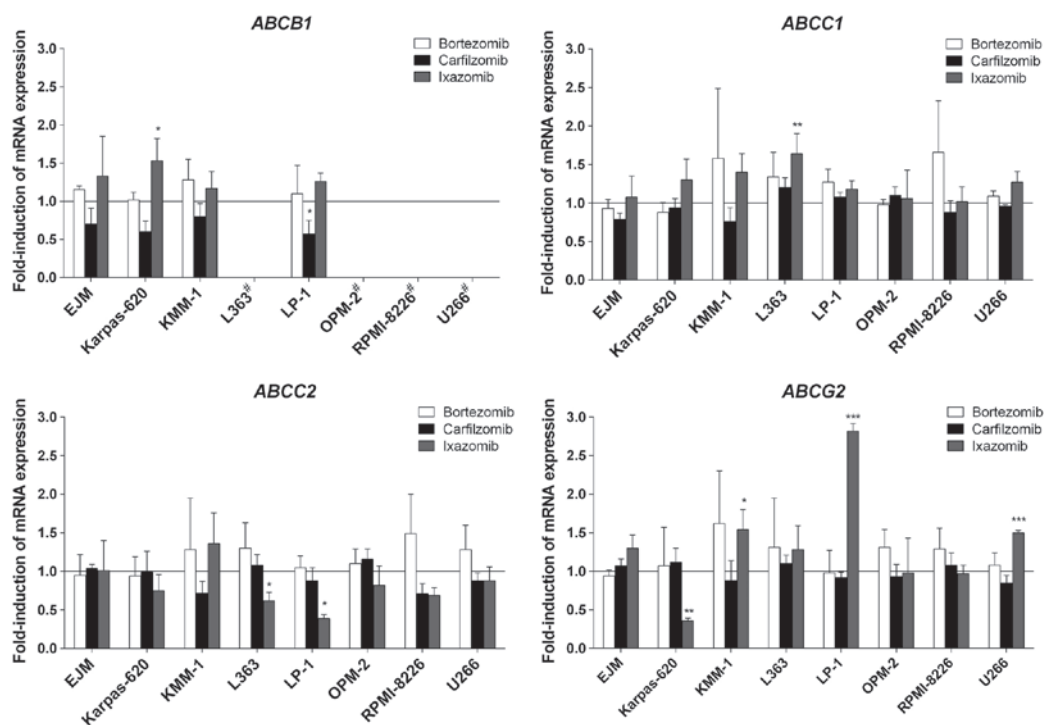 ABCB1
Fold-induction of mRNA expression
3.0
2.5
2.0
1.5
1.0
0.5
0.0
Bortezomib
Carfilzomib
Ixazomib
*
*
EJM
Karpas-620
KMM-1
L363#
LP-1
OPM-2#
RPMI-8226#
U266#
ABCC1
Fold-induction of mRNA expression
3.0
2.5
2.0
1.5
1.0
0.5
0.0
Bortezomib
Carfilzomib
Ixazomib
**
EJM
Karpas-620
KMM-1
L363
LP-1
OPM-2
RPMI-8226
U266
ABCC2
Fold-induction of mRNA expression
3.0
2.5
2.0
1.5
1.0
0.5
0.0
Bortezomib
Carfilzomib
Ixazomib
*
*
EJM
Karpas-620
KMM-1
L363
LP-1
OPM-2
RPMI-8226
U266
ABCG2
Fold-induction of mRNA expression
3.0
2.5
2.0
1.5
1.0
0.5
0.0
Bortezomib
Carfilzomib
Ixazomib
**
*
***
***
EJM
Karpas-620
KMM-1
L363
LP-1
OPM-2
RPMI-8226
U266